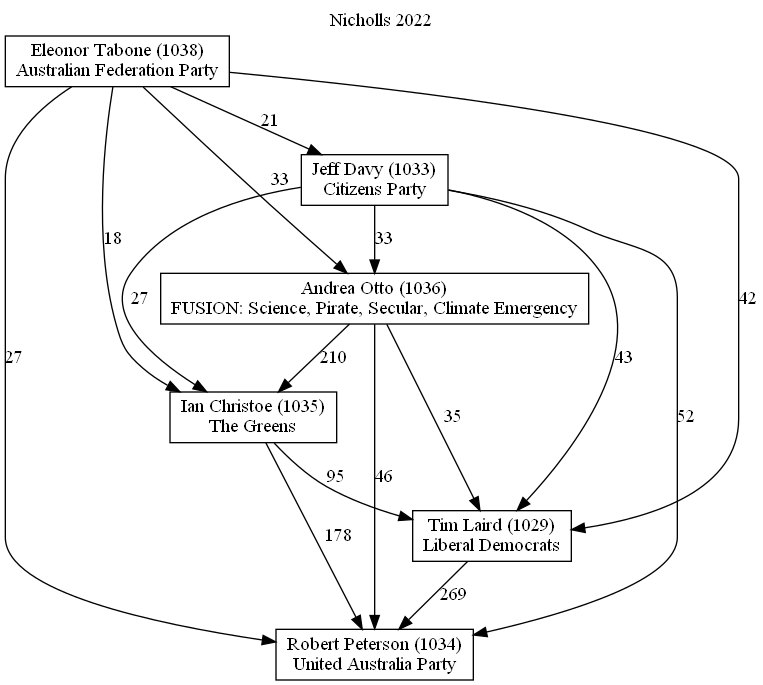 Nicholls 2022
Eleonor Tabone (1038)
Australian Federation Party
21
Jeff Davy (1033)
Citizens Party
33
18
33
Andrea Otto (1036)
FUSION: Science, Pirate, Secular, Climate Emergency
27
42
27
210
43
Ian Christoe (1035)
The Greens
35
52
95
46
Tim Laird (1029)
Liberal Democrats
178
269
Robert Peterson (1034)
United Australia Party